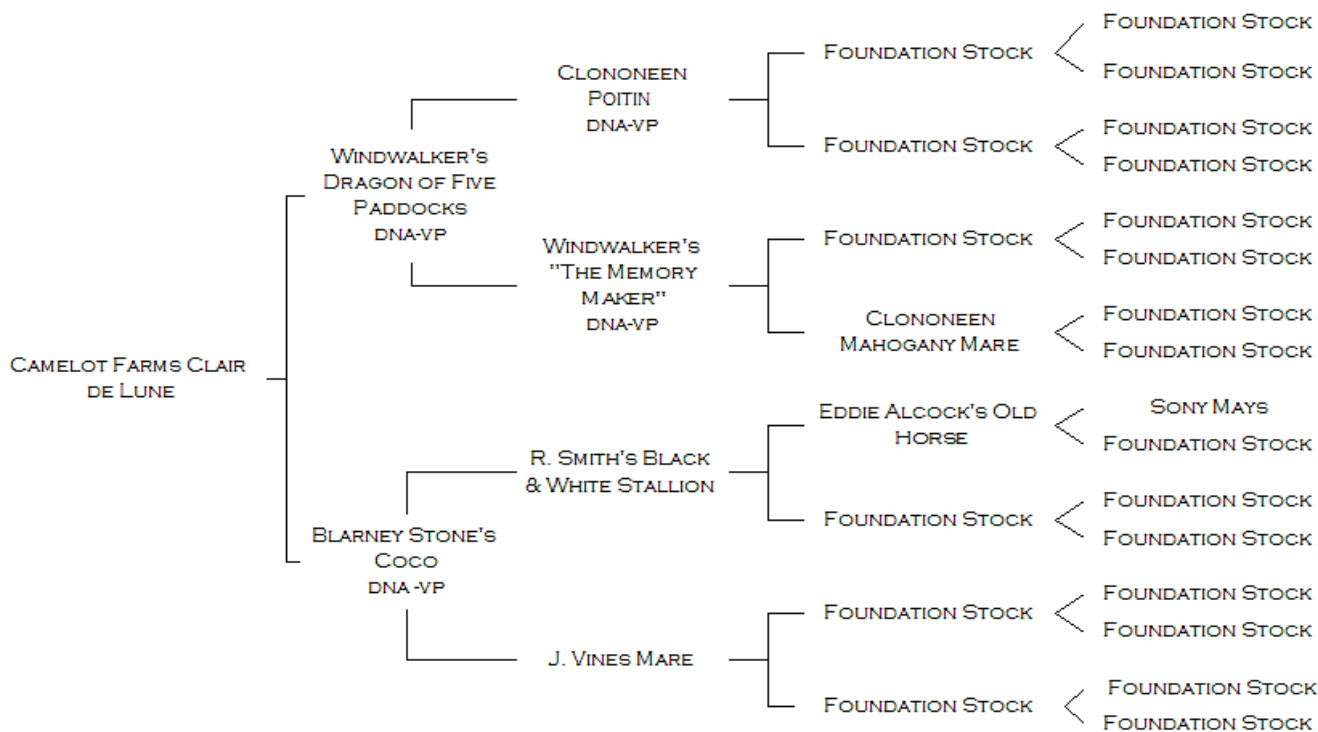 Camelot Farms Clair
de Lune
Windwalker's
Dragon of Five
Paddocks
DNA-VP
Blarney Stone's
Coco
DNA -VP
Clononeen
Poitin
DNA-VP
Windwalker's
"The Memory
Maker"
DNA-VP
R. Smith's Black
& White Stallion
J. Vines Mare
Foundation Stock
Foundation Stock
Foundation Stock
Clononeen
Mahogany Mare
Eddie Alcock's Old
Horse
Foundation Stock
Foundation Stock
Foundation Stock
Foundation Stock
Foundation Stock
Foundation Stock
Foundation Stock
Foundation Stock
Foundation Stock
Foundation Stock
Foundation Stock
Sony Mays
Foundation Stock
Foundation Stock
Foundation Stock
Foundation Stock
Foundation Stock
Foundation Stock
Foundation Stock